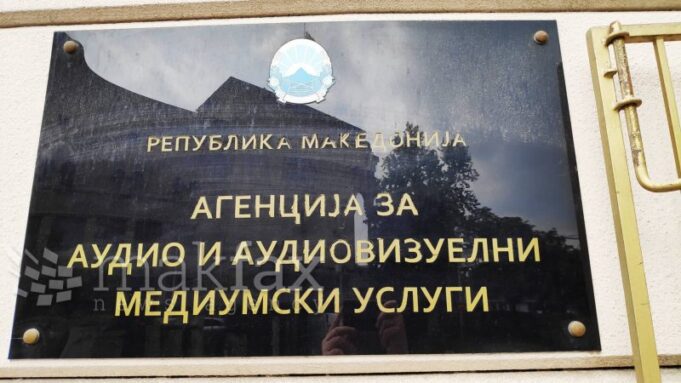 РЕПУБЛИКА МАКЕДОНИЈА
АГЕНЦИЈА ЗА
АУДИО И АУДИОВИЗУЕЛНИ
МЕДИУМСКИ УСЛУГИ
makfax